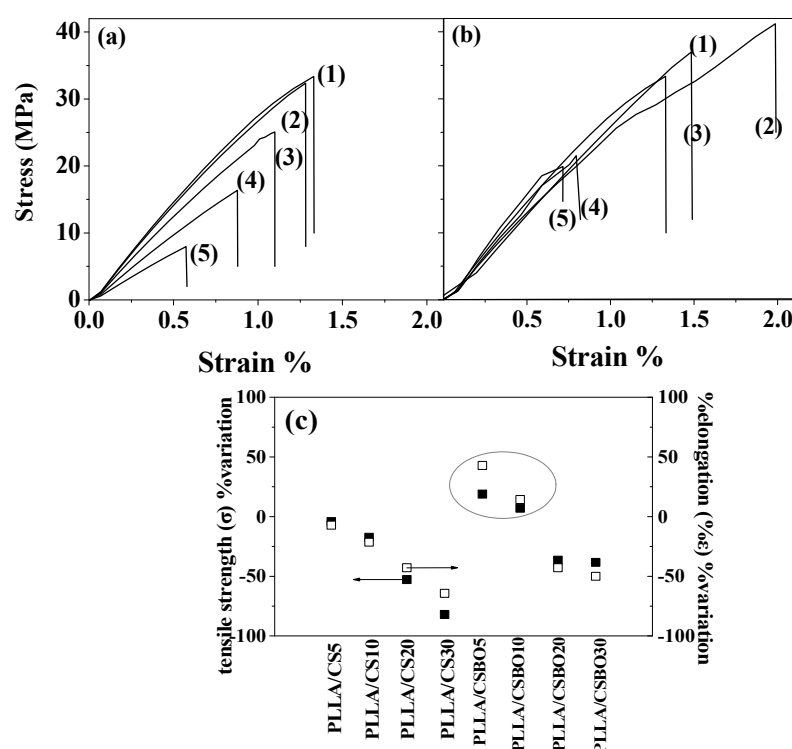 (a)
(b)
40
30
20
10
0
Stress (MPa)
(1)
(2)
(3)
(4)
(5)
(1)
(2)
(3)
(4)
(5)
0.0
0.5
1.0
1.5
2.0
0.5
1.0
1.5
2.0
Strain %
Strain %
(c)
100
50
0
-50
-100
tensile strength (σ) %variation
100
50
0
-50
-100
%elongation (%ε) %variation
PLLA/CS5
PLLA/CS10
PLLA/CS20
PLLA/CS30
PLLA/CSBO5
PLLA/CSBO10
PLLA/CSBO20
PLLA/CSBO30